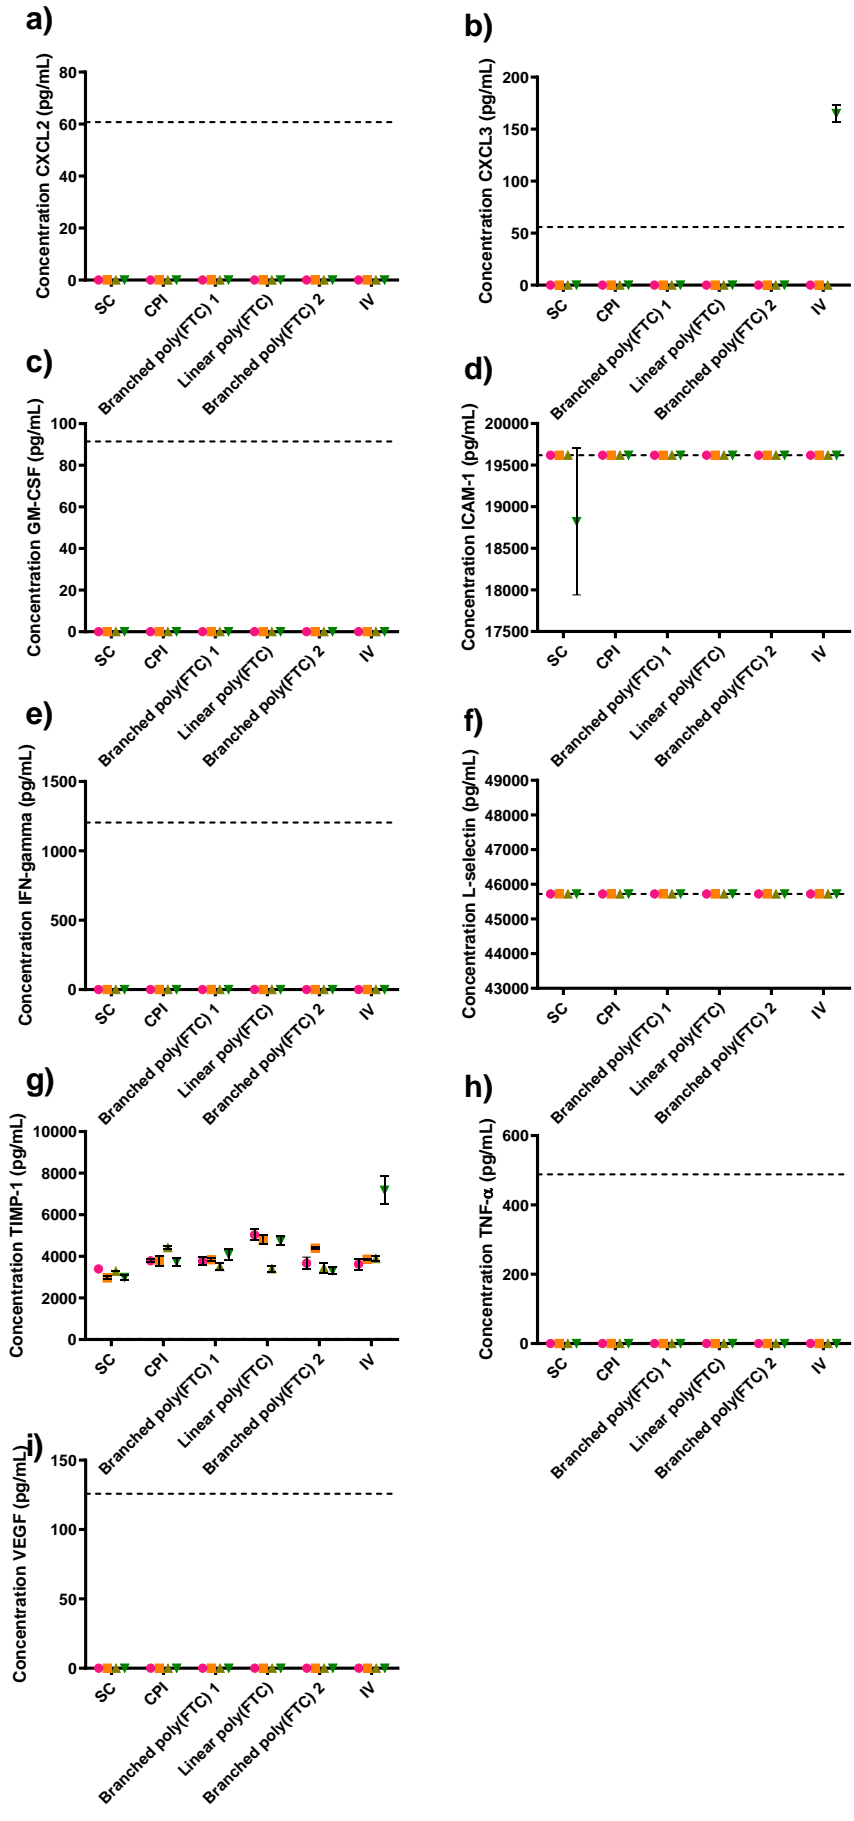 a)
Concentration CXCL2 (pg/mL)
80
60
40
20
0
SC
CPI
Branched poly(FTC) 1
Linear poly(FTC)
Branched poly(FTC) 2
IV
b)
Concentration CXCL3 (pg/mL)
200
150
100
50
0
SC
CPI
Branched poly(FTC) 1
Linear poly(FTC)
Branched poly(FTC) 2
IV
c)
Concentration GM-CSF (pg/mL)
100
80
60
40
20
0
SC
CPI
Branched poly(FTC) 1
Linear poly(FTC)
Branched poly(FTC) 2
IV
d)
Concentration ICAM-1 (pg/mL)
20000
19500
19000
18500
18000
17500
SC
CPI
Branched poly(FTC) 1
Linear poly(FTC)
Branched poly(FTC) 2
IV
e)
Concentration IFN-gamma (pg/mL)
1500
1000
500
0
SC
CPI
Branched poly(FTC) 1
Linear poly(FTC)
Branched poly(FTC) 2
IV
f)
Concentration L-selectin (pg/mL)
49000
48000
47000
46000
45000
44000
43000
SC
CPI
Branched poly(FTC) 1
Linear poly(FTC)
Branched poly(FTC) 2
IV
g)
Concentration TIMP-1 (pg/mL)
10000
8000
6000
4000
2000
0
SC
CPI
Branched poly(FTC) 1
Linear poly(FTC)
Branched poly(FTC) 2
IV
h)
Concentration TNF-α (pg/mL)
600
400
200
0
SC
CPI
Branched poly(FTC) 1
Linear poly(FTC)
Branched poly(FTC) 2
IV
i)
Concentration VEGF (pg/mL)
150
100
50
0
SC
CPI
Branched poly(FTC) 1
Linear poly(FTC)
Branched poly(FTC) 2
IV